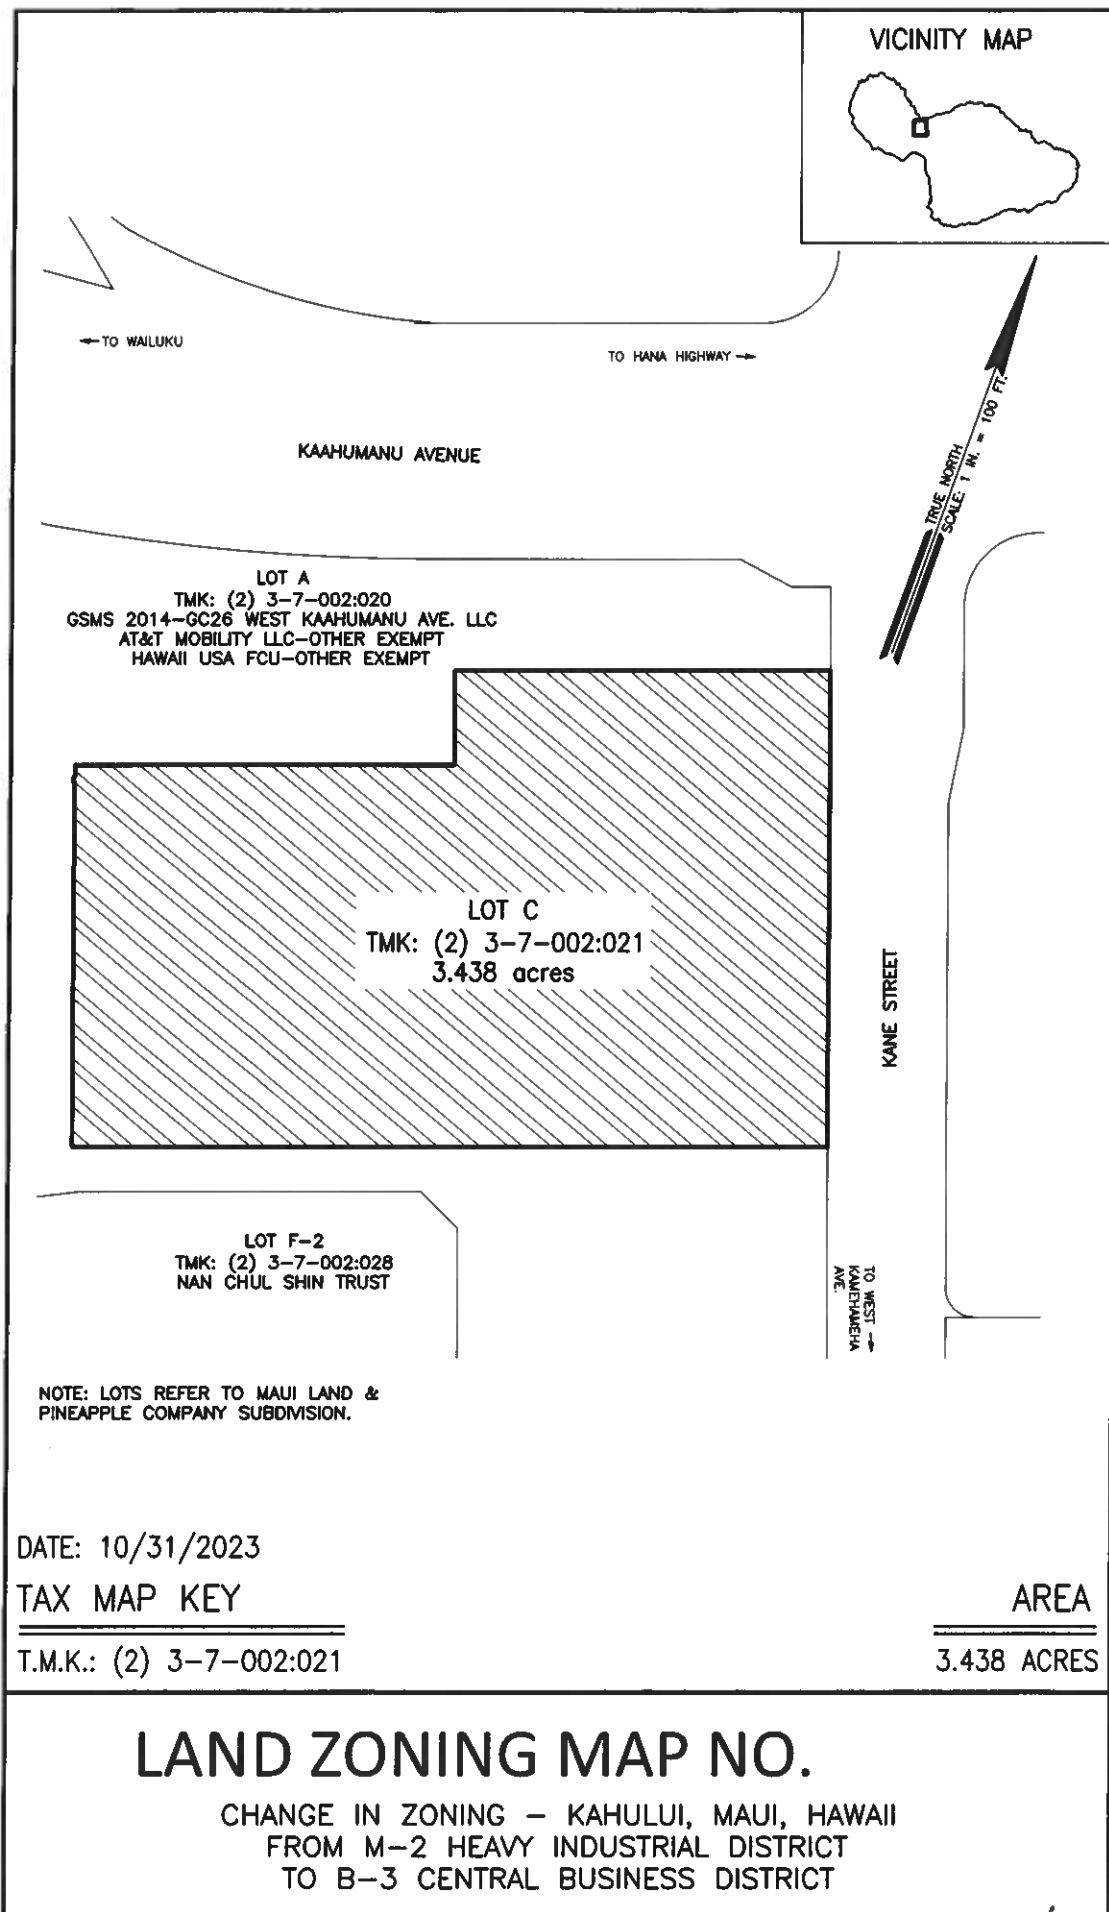 VICINITY MAP
←TO WAILUKU
TO HANA HIGHWAY→
KAAHUMANU AVENUE
TRUE NORTH
SCALE: 1 IN. = 100 FT.
LOT A
TMK: (2) 3-7-002:020
GSMS 2014-GC26 WEST KAAHUMANU AVE. LLC
AT&T MOBILITY LLC-OTHER EXEMPT
HAWAII USA FCU-OTHER EXEMPT
LOT C
TMK: (2) 3-7-002:021
3.438 acres
KANE STREET
LOT F-2
TMK: (2) 3-7-002:028
NAN CHUL SHIN TRUST
TO WEST →
KAMEHAMEHA
AVE.
NOTE: LOTS REFER TO MAUI LAND &
PINEAPPLE COMPANY SUBDIVISION.
DATE: 10/31/2023
TAX MAP KEY
AREA
T.M.K.: (2) 3-7-002:021
3.438 ACRES
LAND ZONING MAP NO.
CHANGE IN ZONING - KAHULUI, MAUI, HAWAII
FROM M-2 HEAVY INDUSTRIAL DISTRICT
TO B-3 CENTRAL BUSINESS DISTRICT